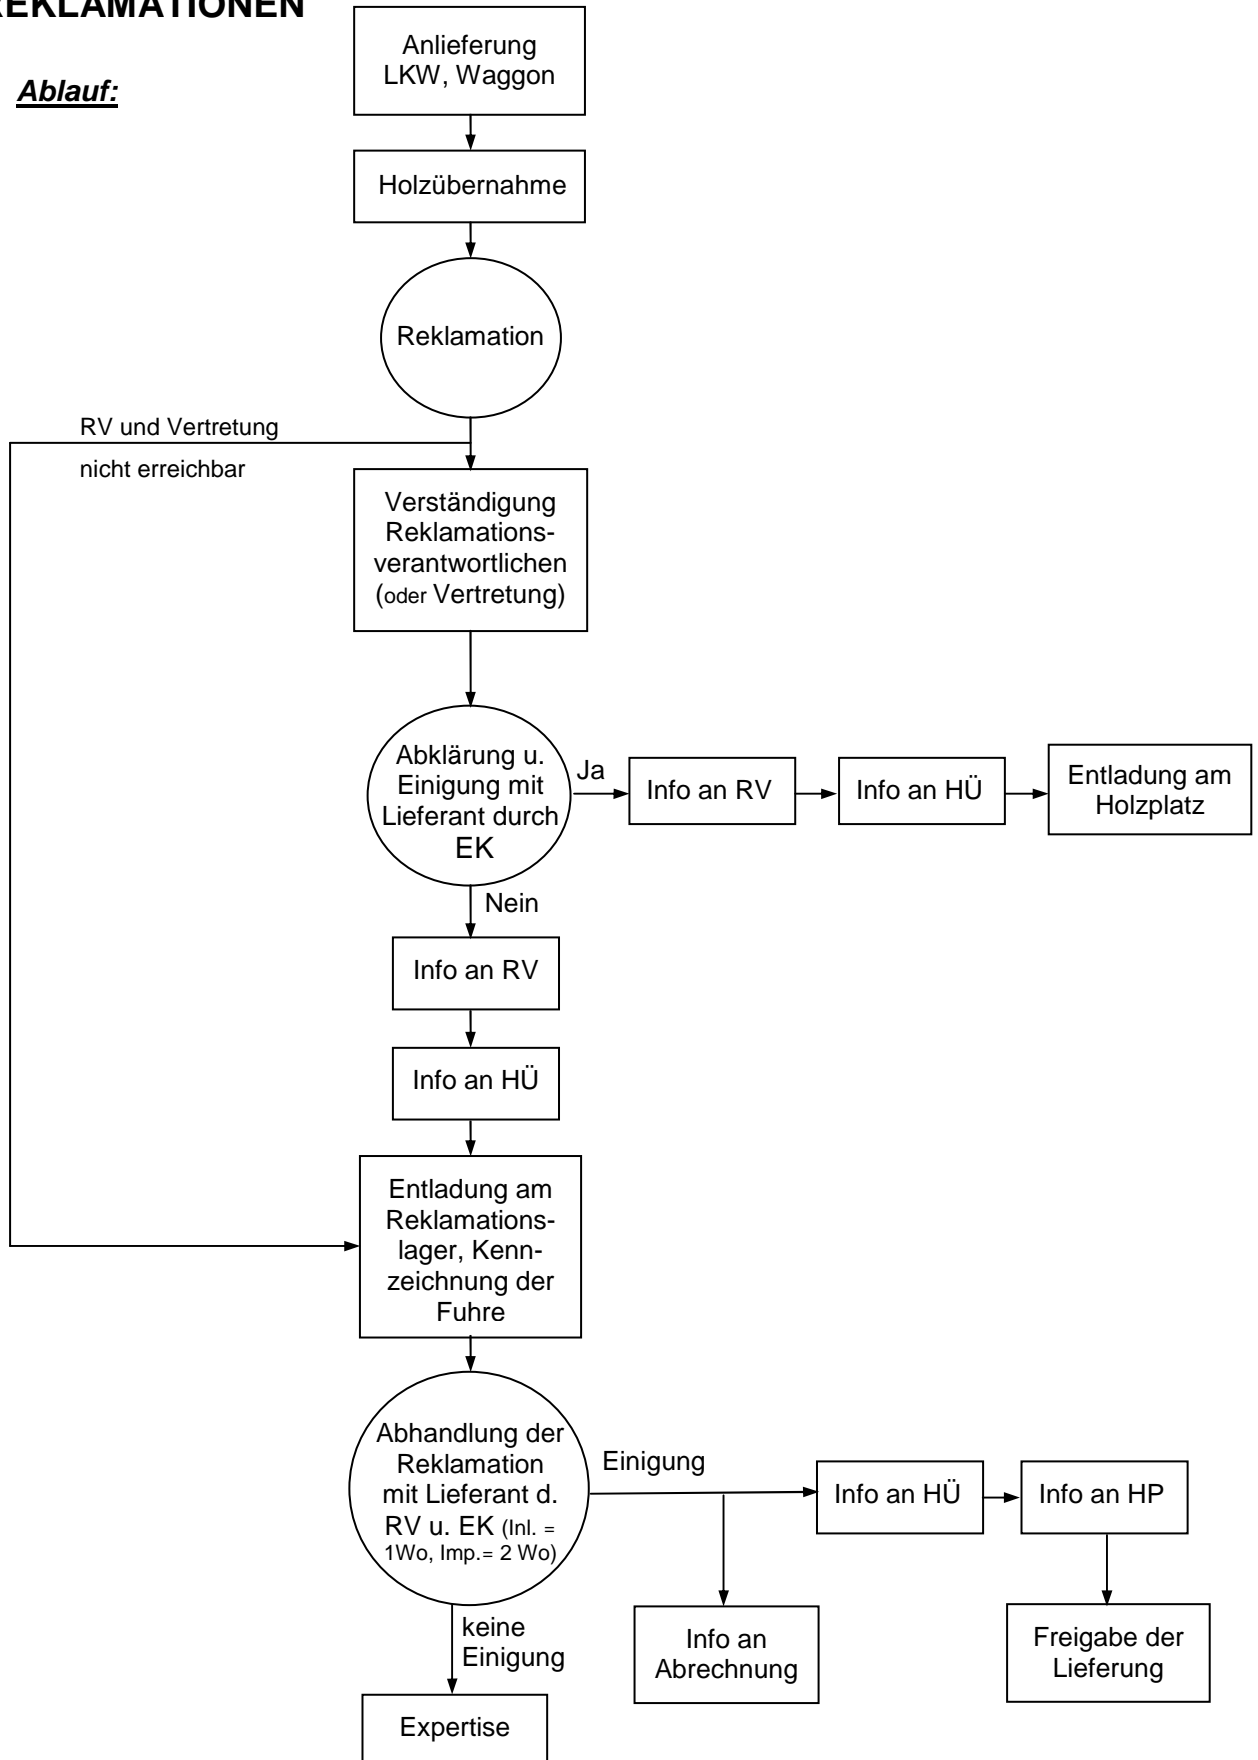 REKLAMATIONEN
Ablauf:
Anlieferung
LKW, Waggon
Holzübernahme
Reklamation
RV und Vertretung
nicht erreichbar
Verständigung
Reklamations-
verantwortlichen
(oder Vertretung)
Abklärung u.
Einigung mit
Lieferant durch
EK
Ja
Info an RV
Info an HÜ
Entladung am
Holzplatz
Nein
Info an RV
Info an HÜ
Entladung am
Reklamations-
lager, Kenn-
zeichnung der
Fuhre
Abhandlung der
Reklamation
mit Lieferant d.
RV u. EK (Inl. =
1Wo, Imp.= 2 Wo)
Einigung
Info an HÜ
Info an HP
keine
Einigung
Info an
Abrechnung
Freigabe der
Lieferung
Expertise